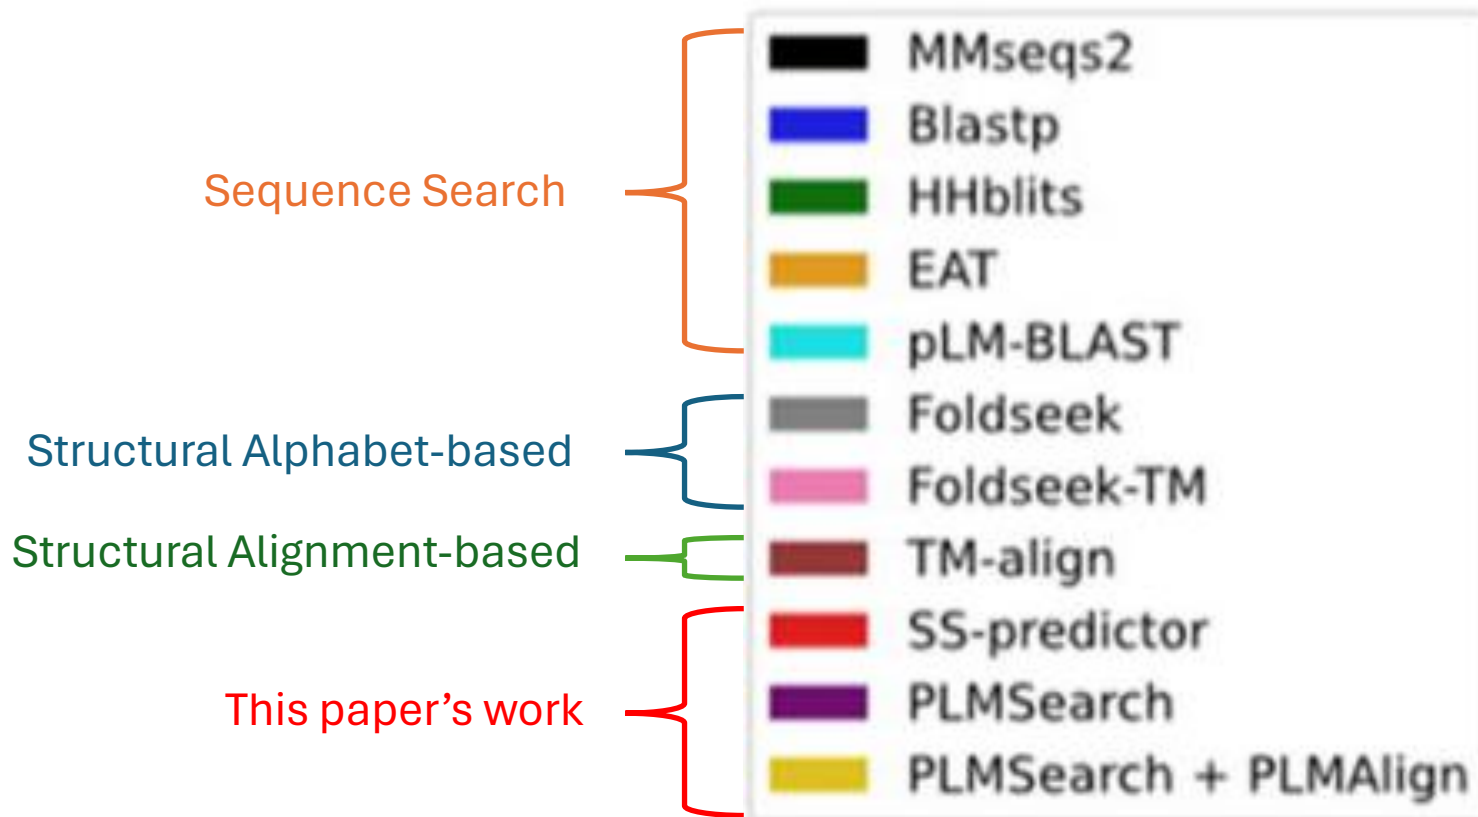 MMseqs2
Blastp
Sequence Search
HHblits
EAT
pLM-BLAST
Foldseek
Structural Alphabet-based
Foldseek-TM
Structural Alignment-based
TM-align
SS-predictor
This paper’s work
PLMSearch
PLMSearch + PLMAlign